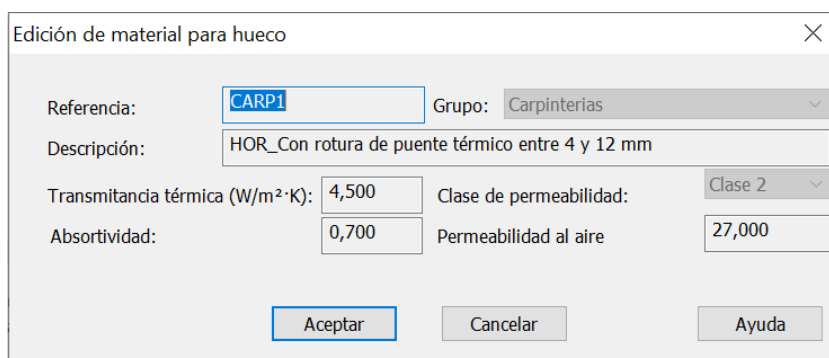 Edición de material para hueco
Referencia: CARP1 Grupo: Carpinterias
Descripción: HOR_Con rotura de puente térmico entre 4 y 12 mm
Transmitancia térmica (W/m²·K): 4,500 Clase de permeabilidad: Clase 2
Absortividad: 0,700 Permeabilidad al aire 27,000
Aceptar Cancelar Ayuda